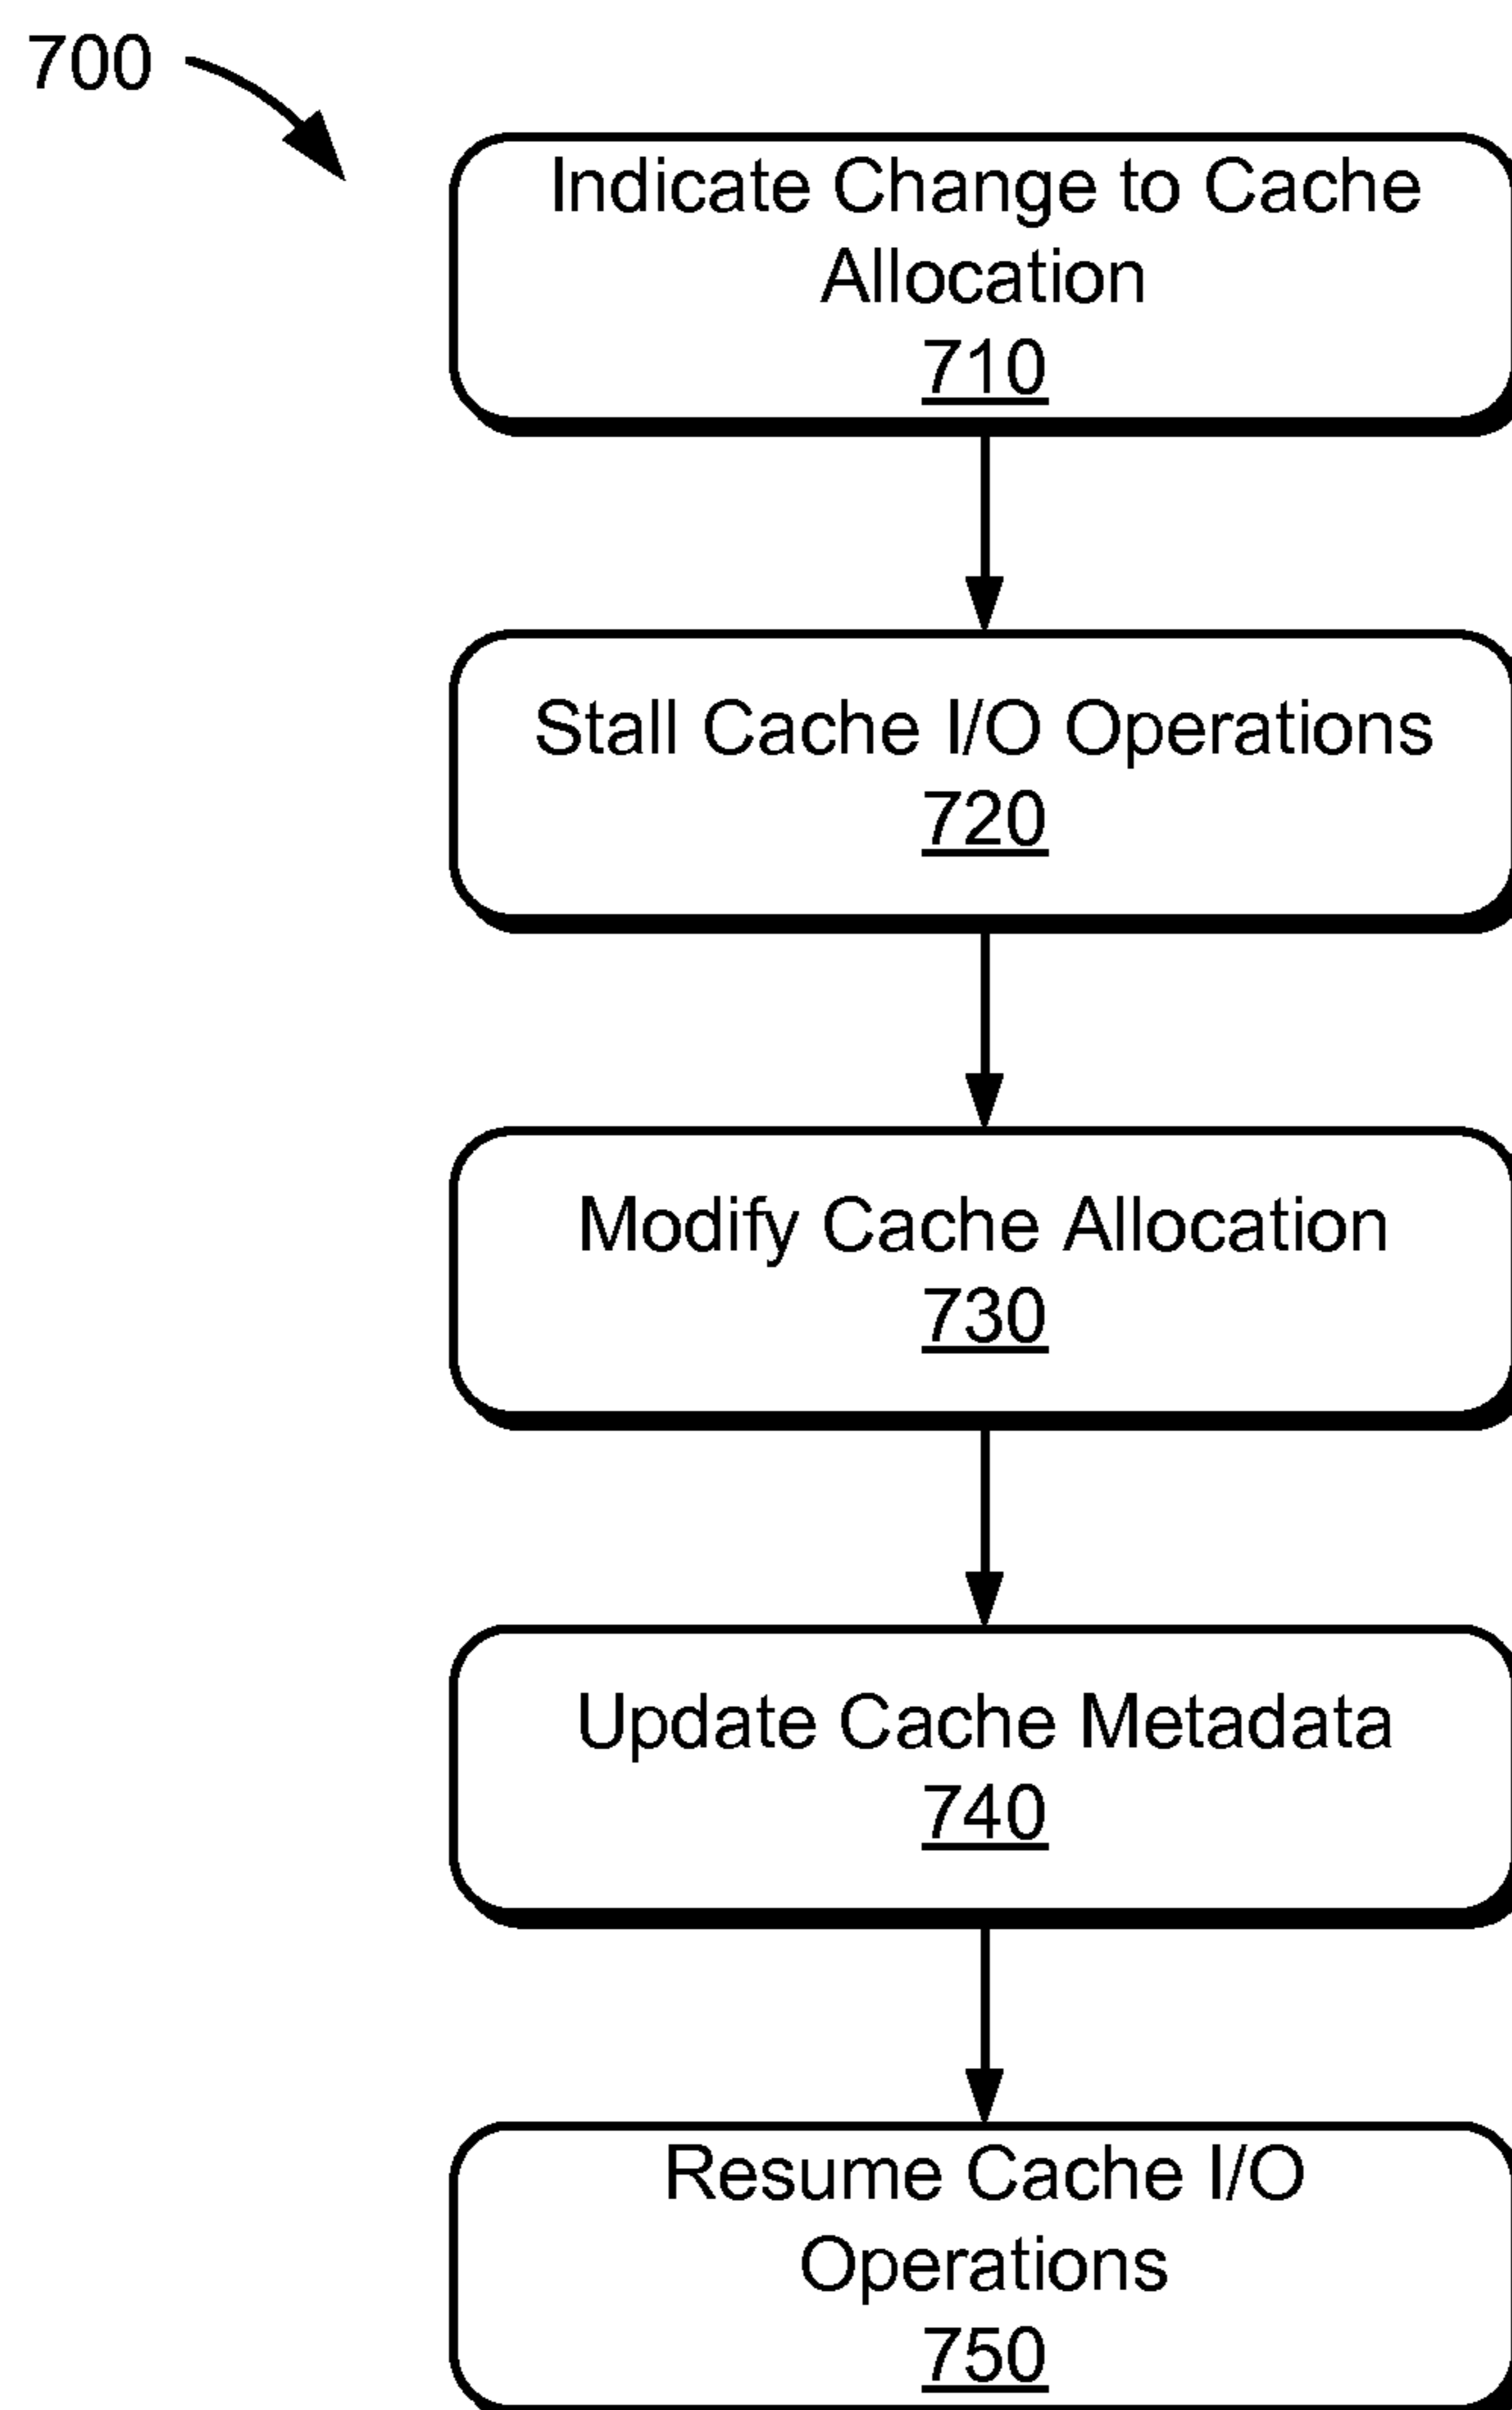 700
Indicate Change to Cache
Allocation
710
Stall Cache I/O Operations
720
Modify Cache Allocation
730
Update Cache Metadata
740
Resume Cache I/O
Operations
750